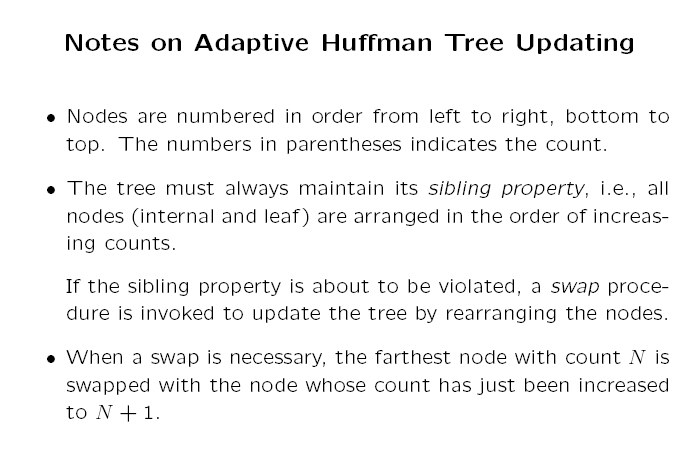 Notes on Adaptive Huffman Tree Updating
• Nodes are numbered in order from left to right, bottom to
top. The numbers in parentheses indicates the count.
• The tree must always maintain its sibling property, i.e., all
nodes (internal and leaf) are arranged in the order of increas-
ing counts.
If the sibling property is about to be violated, a swap proce-
dure is invoked to update the tree by rearranging the nodes.
• When a swap is necessary, the farthest node with count N is
swapped with the node whose count has just been increased
to N + 1.